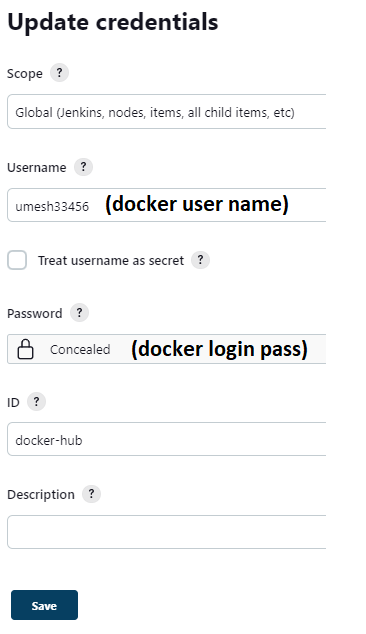 Update credentials
Scope ?
Global (Jenkins, nodes, items, all child items, etc)
Username ?
umesh33456 (docker user name)
Treat username as secret ?
Password ?
Concealed (docker login pass)
ID ?
docker-hub
Description ?
Save